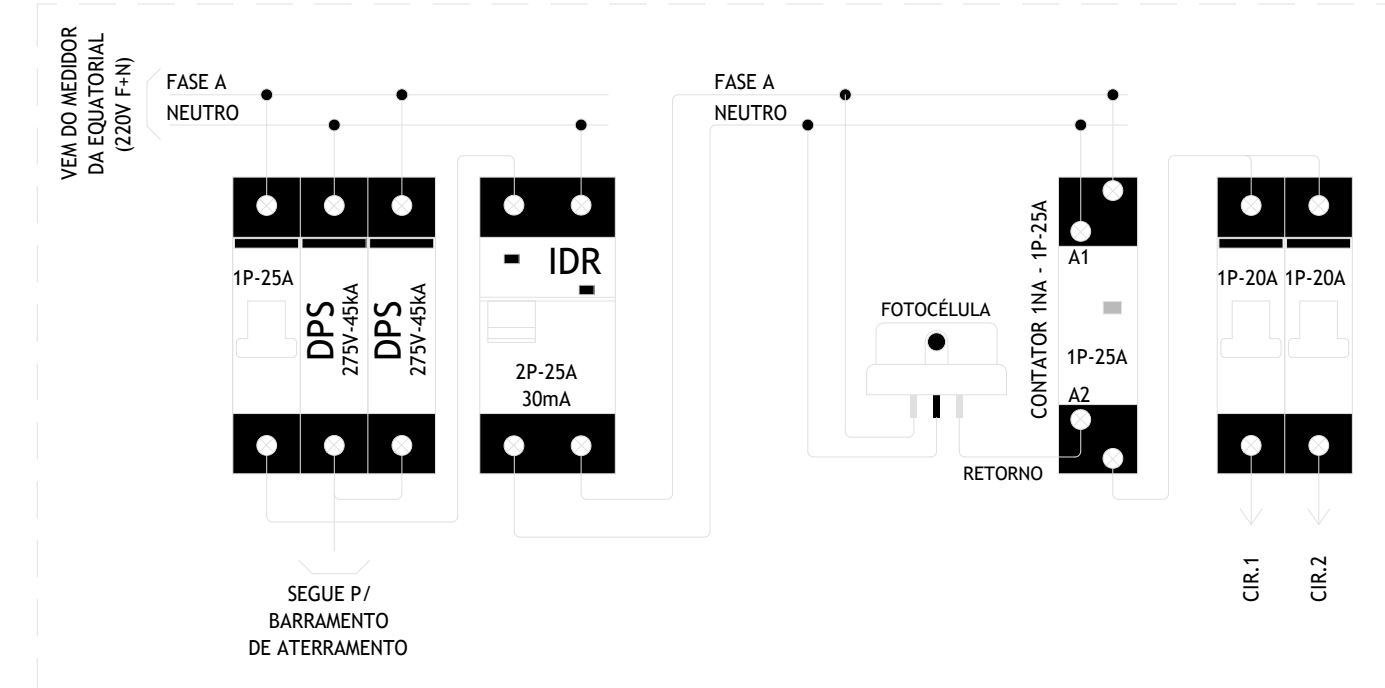 VEM DO MEDIDOR
DA EQUATORIAL
(220V F+N)
FASE A
NEUTRO
FASE A
NEUTRO
1P-25A
DPS
275V-45kA
DPS
275V-45kA
IDR
2P-25A
30mA
FOTOCÉLULA
RETORNO
CONTATOR 1NA - 1P-25A
A1
1P-25A
A2
1P-20A
1P-20A
CIR.1
CIR.2
SEGUE P/
BARRAMENTO
DE ATERRAMENTO